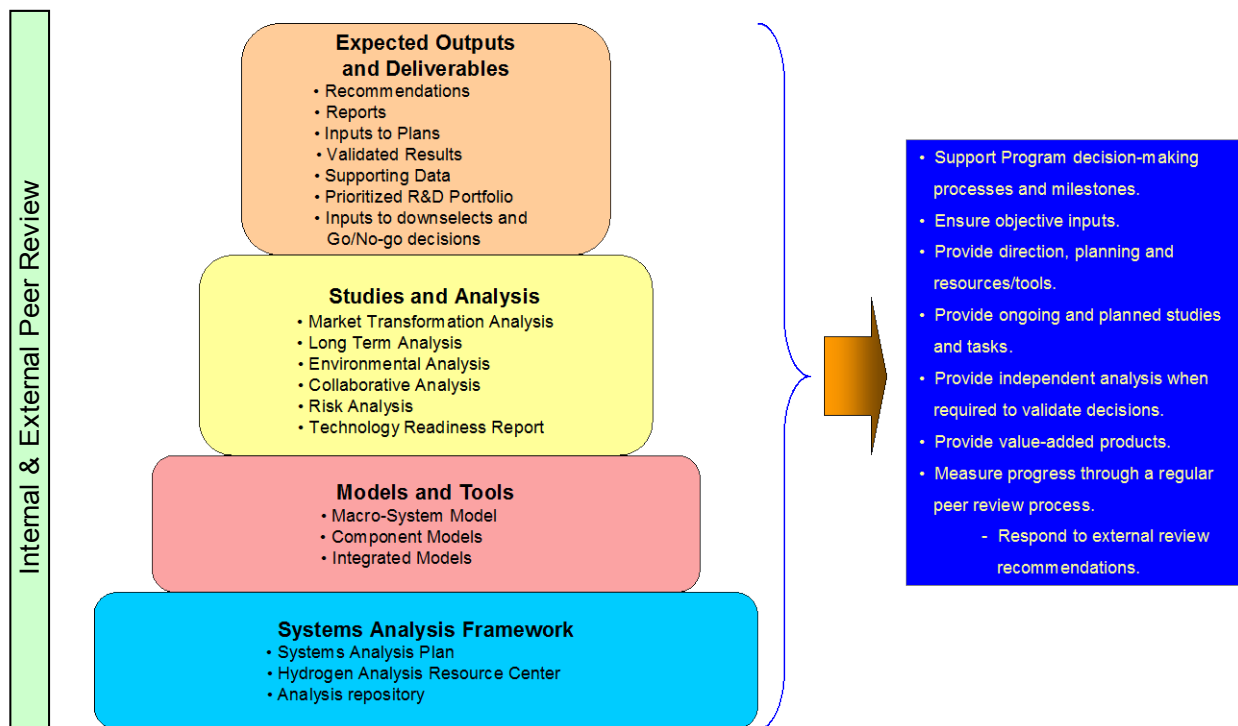 Internal & External Peer Review
Expected Outputs
and Deliverables
• Recommendations
• Reports
• Inputs to Plans
• Validated Results
• Supporting Data
• Prioritized R&D Portfolio
• Inputs to downselects and
Go/No-go decisions
Studies and Analysis
• Market Transformation Analysis
• Long Term Analysis
• Environmental Analysis
• Collaborative Analysis
• Risk Analysis
• Technology Readiness Report
Models and Tools
• Macro-System Model
• Component Models
• Integrated Models
Systems Analysis Framework
• Systems Analysis Plan
• Hydrogen Analysis Resource Center
• Analysis repository
• Support Program decision-making
processes and milestones.
• Ensure objective inputs.
• Provide direction, planning and
resources/tools.
• Provide ongoing and planned studies
and tasks.
• Provide independent analysis when
required to validate decisions.
• Provide value-added products.
• Measure progress through a regular
peer review process.
- Respond to external review
recommendations.